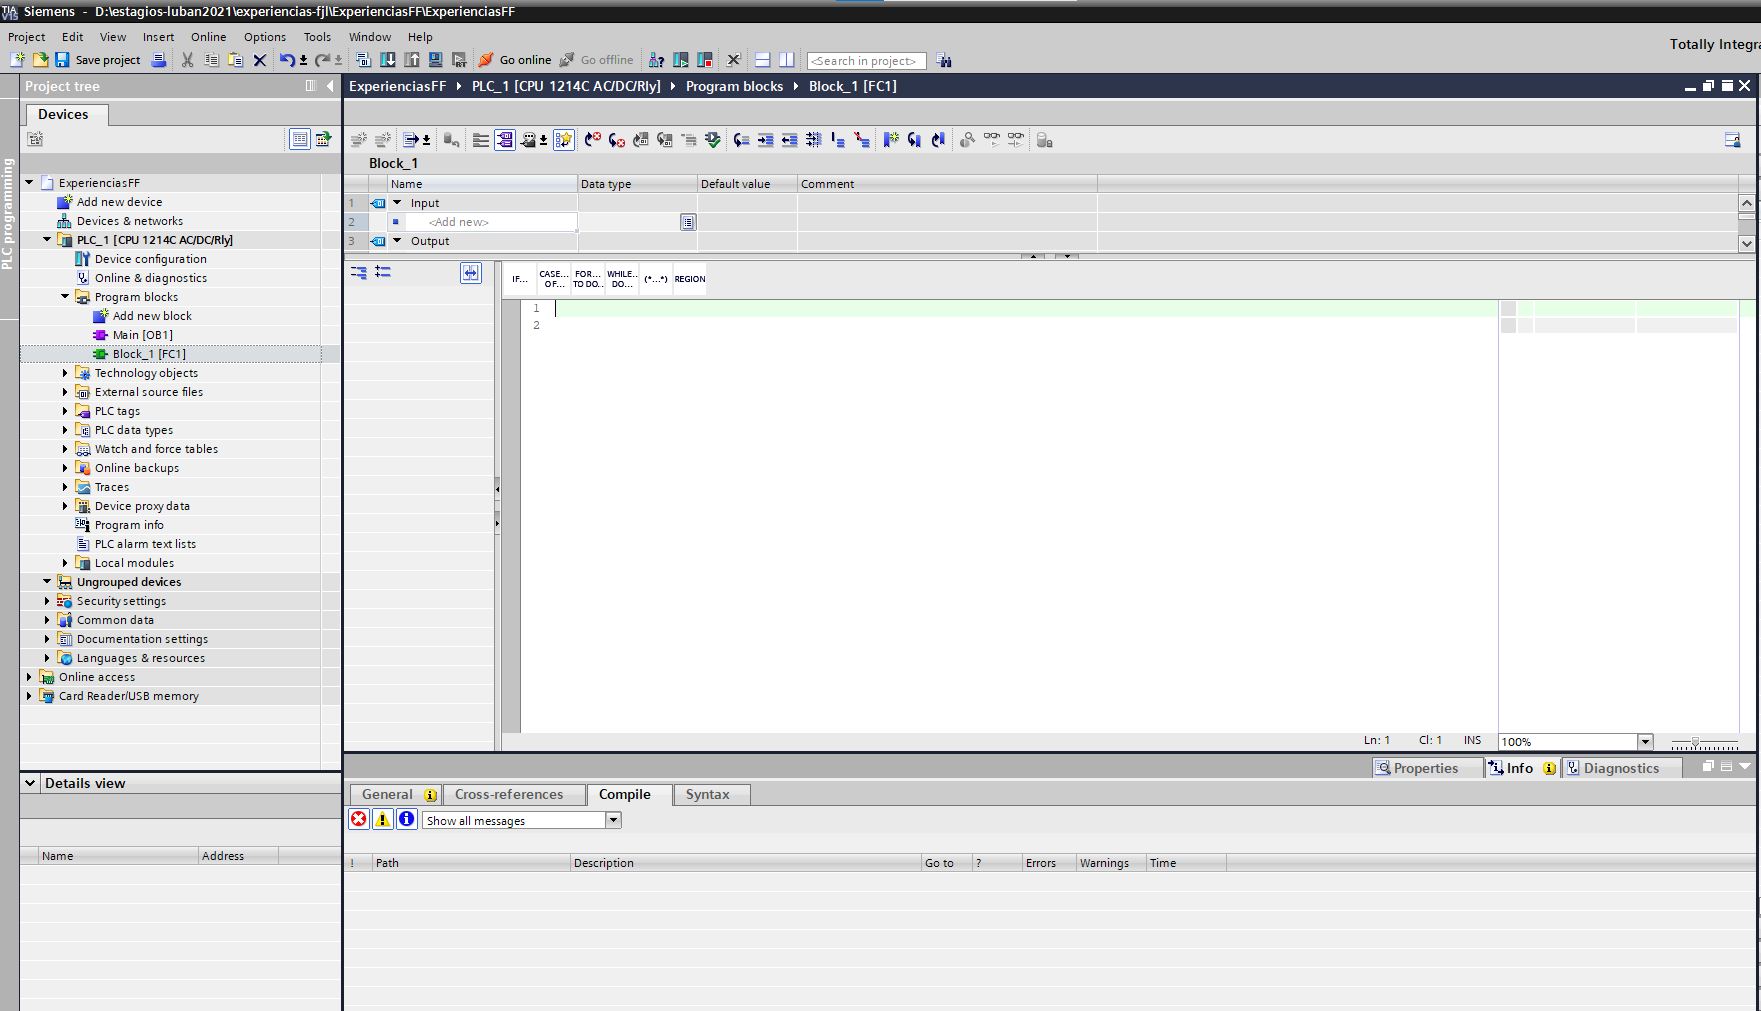 TIA V15 Siemens - D:\estagios-luban2021\experiencias-fjl\ExperienciasFF\ExperienciasFF
Project Edit View Insert Online Options Tools Window Help
Totally Integra
Save project Go online Go offline <Search in project>
Project tree
ExperienciasFF PLC_1 [CPU 1214C AC/DC/Rly] Program blocks Block_1 [FC1]
Devices
PLC programming
ExperienciasFF
Add new device
Devices & networks
PLC_1 [CPU 1214C AC/DC/Rly]
Device configuration
Online & diagnostics
Program blocks
Add new block
Main [OB1]
Block_1 [FC1]
Technology objects
External source files
PLC tags
PLC data types
Watch and force tables
Online backups
Traces
Device proxy data
Program info
PLC alarm text lists
Local modules
Ungrouped devices
Security settings
Common data
Documentation settings
Languages & resources
Online access
Card Reader/USB memory
Details view
Name Address
Block_1
Name Data type Default value Comment
1 Input
2 <Add new>
3 Output
IF... CASE... OF... FOR... TO DO.. WHILE.. DO... (*...*) REGION
1
2
Ln: 1 Cl: 1 INS 100%
Properties Info Diagnostics
General Cross-references Compile Syntax
Show all messages
! Path Description Go to ? Errors Warnings Time